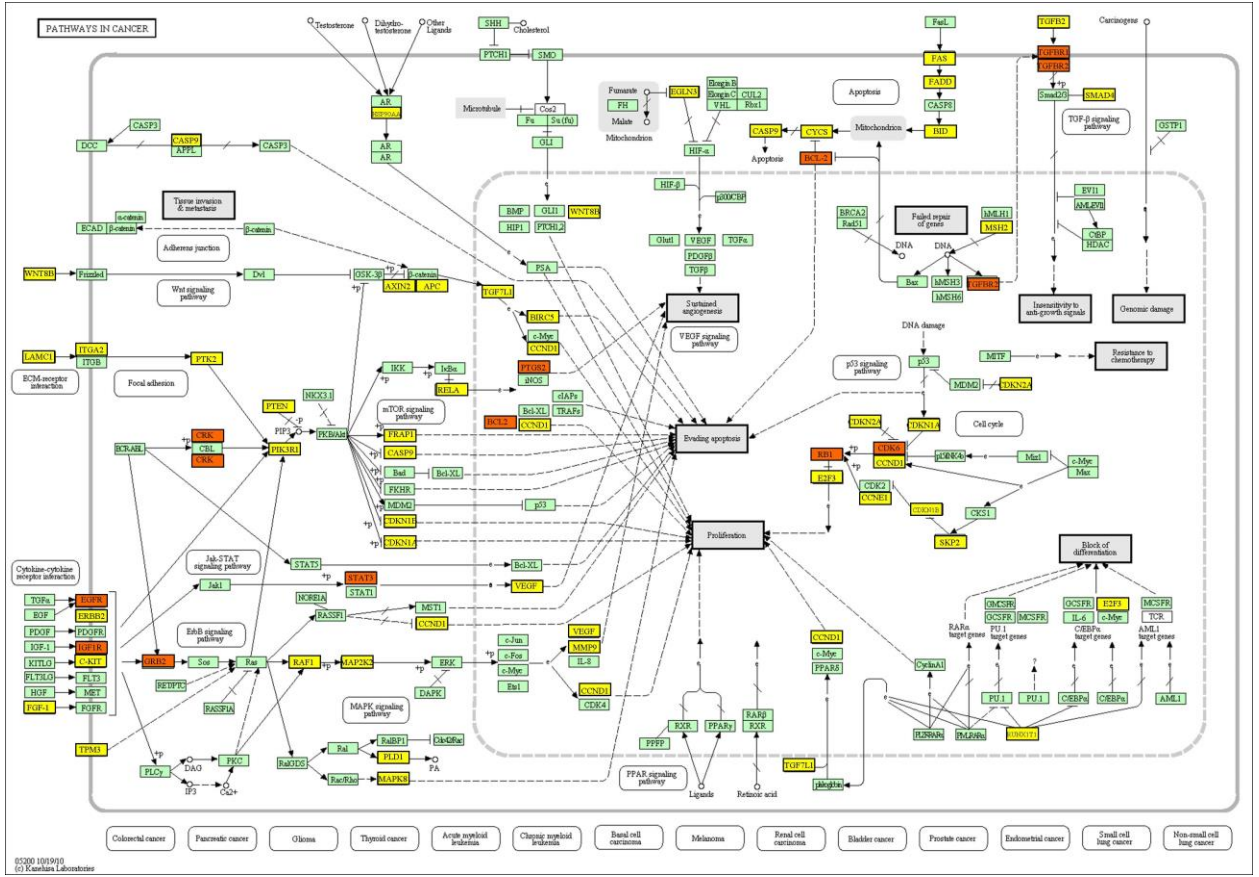 PATHWAYS IN CANCER
Testosterone
Dihydro-
testosterone
Other
Ligands
SHH
Cholesterol
PTCH1
SMO
FasL
TGFB2
Carcinogens
AR
Microtubule
Cos2
Fu
Su (fu)
GLI
Fumarate
FH
Malate
Mitochondrion
EGLN3
Elongin B
Elongin C
CUL2
VHL
Rbx1
HIF-α
Apoptosis
FAS
FADD
CASP8
BID
Mitochondrion
CYCS
CASP9
Apoptosis
BCL-2
TGFBR1
TGFBR2
+p
Smad2/3
SMAD4
TGF-β signaling
pathway
GSTP1
CASP3
DCC
CASP9
APPL
CASP3
AR
AR
Tissue invasion
& metastasis
α-catenin
ECAD
β-catenin
β-catenin
Adherens junction
HIF-β
p300/CBP
BMP
GLI1
WNT8B
HIP1
PTCH1,2
Glut1
VEGF
TGFα
PDGFβ
TGFβ
BRCA2
Rad51
DNA
Failed repair
of genes
hMLH1
MSH2
DNA
Bax
hMSH3
hMSH6
TGFBR2
EVI1
AML-EVI1
CtBP
HDAC
WNT8B
Frizzled
Dvl
GSK-3β
+p
β-catenin
AXIN2
APC
+p
Wnt signaling
pathway
TGF7L1
PSA
Sustained
angiogenesis
VEGF signaling
pathway
Insensitivity to
anti-growth signals
Genomic damage
BIRC5
c-Myc
CCND1
DNA damage
p53
p53 signaling
pathway
MITF
Resistance to
chemotherapy
MDM2
CDKN2A
LAMC1
ITGA2
ITGB
ECM-receptor
interaction
Focal adhesion
PTK2
IKK
IκBα
+p
RELA
PTGS2
iNOS
mTOR signaling
pathway
PTEN
NKX3.1
PIP3
-p
PKB/Akt
cIAPs
Bcl-XL
TRAFs
BCL2
CCND1
CDKN2A
CDKN1A
Cell cycle
CRK
+p
CBL
CRK
PIK3R1
FRAP1
CASP9
Bad
Bcl-XL
FKHR
MDM2
p53
CDKN1B
CDKN1A
+p
Evading apoptosis
RB1
+p
CDK6
CCND1
p15INK4b
Miz1
c-Myc
Max
E2F3
CDK2
CCNE1
CKS1
SKP2
Proliferation
Block of
differentiation
Jak-STAT
signaling pathway
STAT5
Bcl-XL
Jak1
+p
STAT3
STAT1
VEGF
Cytokine-cytokine
receptor interaction
TGFα
EGFR
EGF
ERBB2
PDGF
PDGFR
IGF-1
IGF1R
KITLG
C-KIT
FLT3LG
FLT3
HGF
MET
FGF-1
FGFR
ErbB signaling
pathway
NORE1A
RASSF1
MST1
CCND1
GRB2
Sos
Ras
RAF1
+p
MAP2K2
+p
ERK
DAPK
RET/PTC
RASSF1A
MAPK signaling
pathway
c-Jun
c-Fos
c-Myc
Ets1
VEGF
MMP9
IL-8
CCND1
CDK4
CCND1
c-Myc
PPARδ
CyclinA1
GMCSFR
GCSFR
MCSFR
RARα
target genes
PU.1
target genes
GCSFR
E2F3
IL-6
c-Myc
C/EBPα
target genes
MCSFR
TCR
AML1
target genes
PU.1
PU.1
C/EBPα
C/EBPα
AML1
TPM3
PLCγ
+p
DAG
IP3
Ca2+
PKC
RalGDS
Ral
RalBP1
Cdc42/Rac
PLD1
PA
Rac/Rho
MAPK8
RXR
PPARγ
PPFP
RARβ
RXR
PPAR signaling
pathway
Ligands
Retinoic acid
TGF7L1
Colorectal cancer
Pancreatic cancer
Glioma
Thyroid cancer
Acute myeloid
leukemia
Chronic myeloid
leukemia
Basal cell
carcinoma
Melanoma
Renal cell
carcinoma
Bladder cancer
Prostate cancer
Endometrial cancer
Small cell
lung cancer
Non-small cell
lung cancer
05200 10/19/10
(c) Kanehisa Laboratories